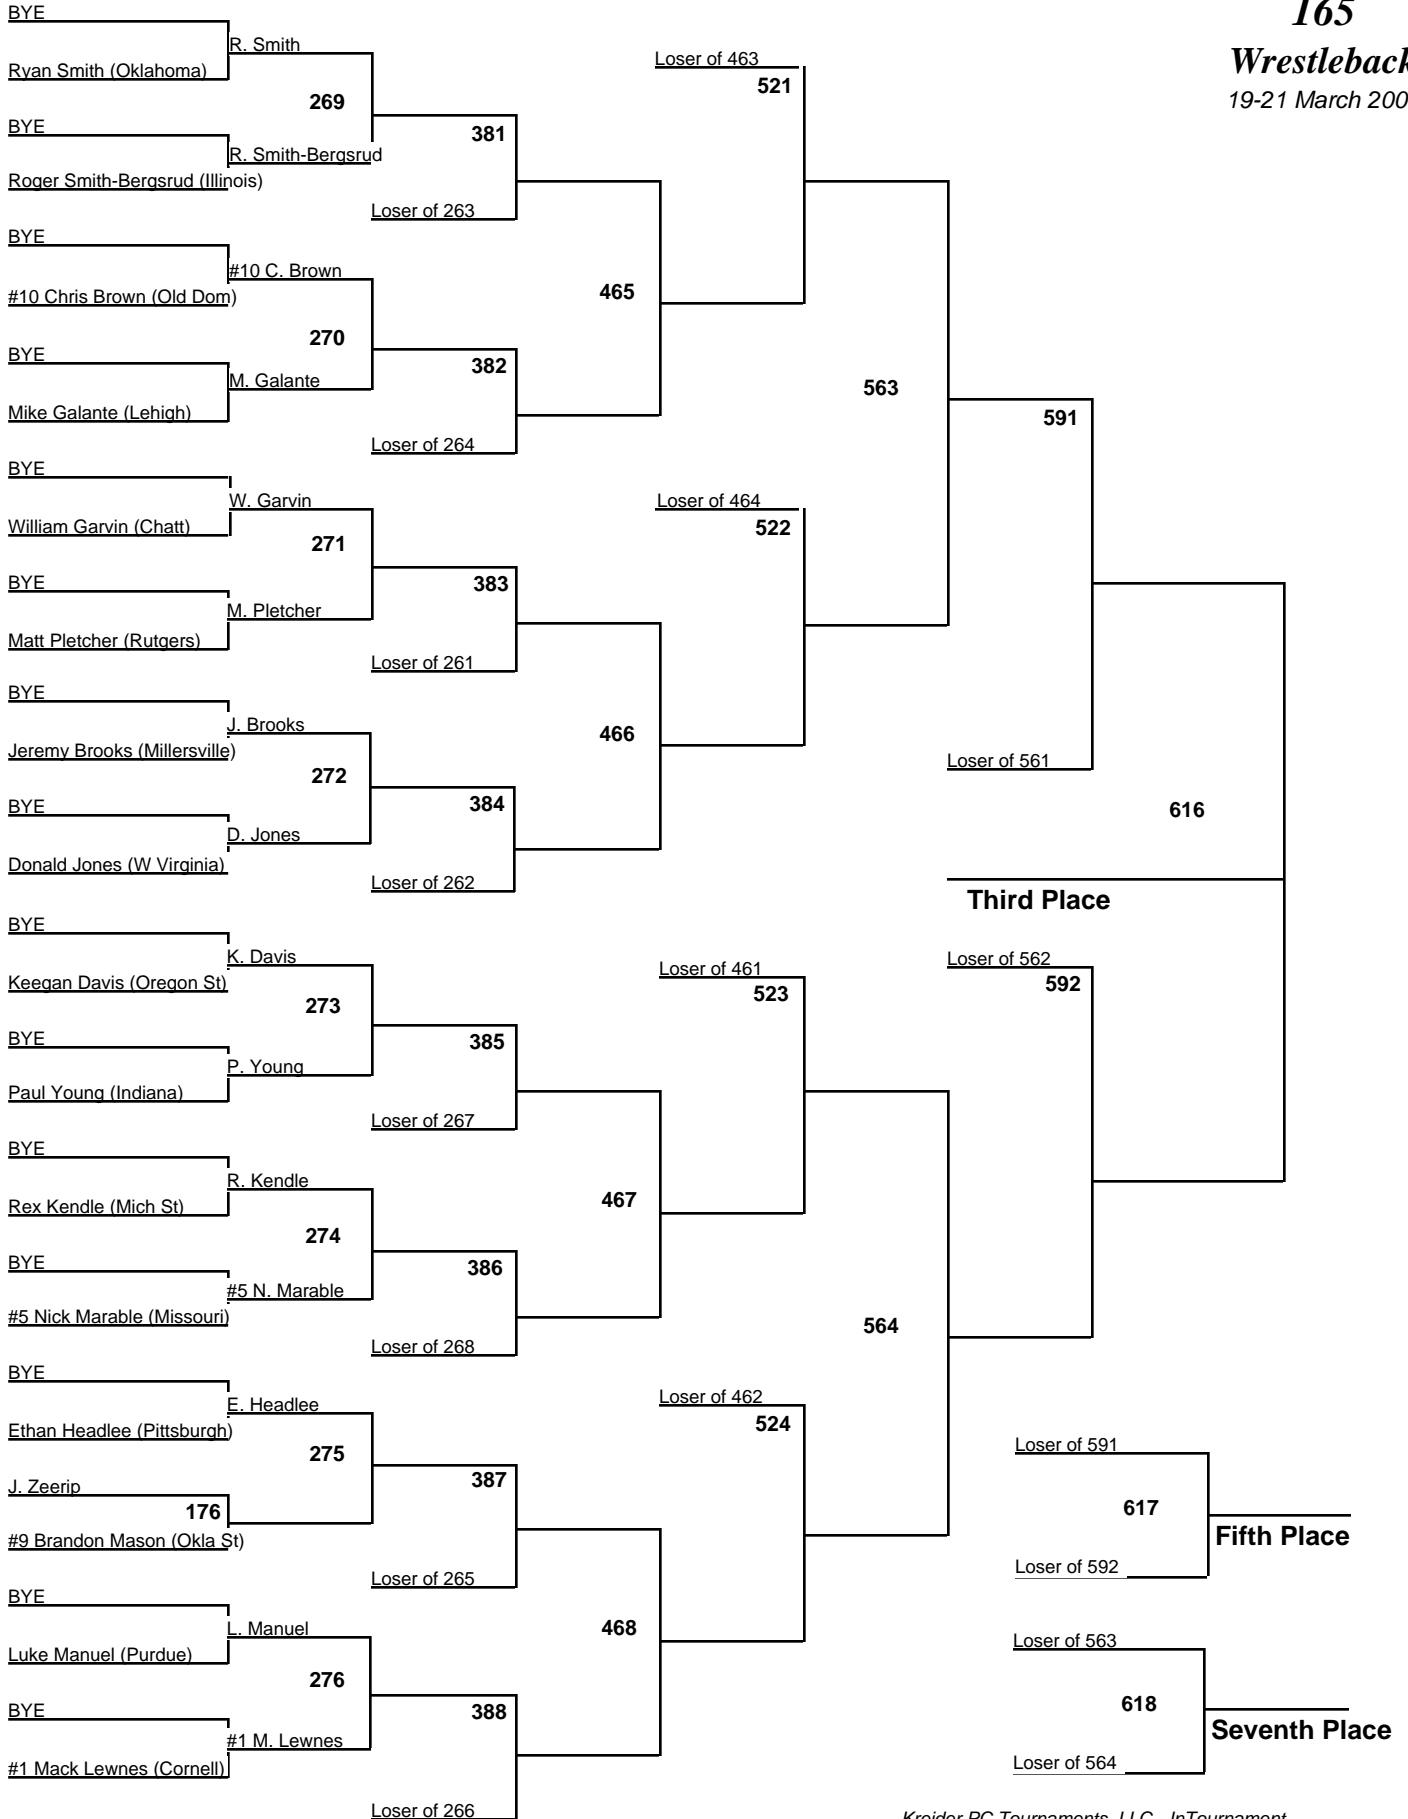 165
Wrestleback
19-21 March 200
BYE
R. Smith
Ryan Smith (Oklahoma)
269
BYE
R. Smith-Bergsrud
Roger Smith-Bergsrud (Illinois)
381
Loser of 263
BYE
#10 C. Brown
#10 Chris Brown (Old Dom)
270
BYE
M. Galante
Mike Galante (Lehigh)
382
Loser of 264
465
Loser of 463
521
BYE
W. Garvin
William Garvin (Chatt)
271
BYE
M. Pletcher
Matt Pletcher (Rutgers)
383
Loser of 261
BYE
J. Brooks
Jeremy Brooks (Millersville)
272
BYE
D. Jones
Donald Jones (W Virginia)
384
Loser of 262
466
Loser of 464
522
563
591
Loser of 561
616
Third Place
BYE
K. Davis
Keegan Davis (Oregon St)
273
BYE
P. Young
Paul Young (Indiana)
385
Loser of 267
BYE
R. Kendle
Rex Kendle (Mich St)
274
BYE
#5 N. Marable
#5 Nick Marable (Missouri)
386
Loser of 268
467
Loser of 461
523
Loser of 562
592
564
BYE
E. Headlee
Ethan Headlee (Pittsburgh)
275
J. Zeerip
176
#9 Brandon Mason (Okla St)
387
Loser of 265
BYE
L. Manuel
Luke Manuel (Purdue)
276
BYE
#1 M. Lewnes
#1 Mack Lewnes (Cornell)
388
Loser of 266
468
Loser of 462
524
Loser of 591
617
Fifth Place
Loser of 592
Loser of 563
618
Seventh Place
Loser of 564
Kreider PC Tournaments, LLC - InTournament